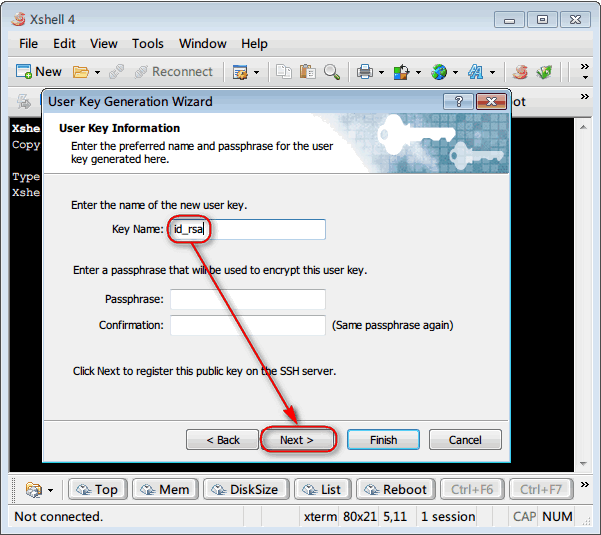 Xshell 4
File Edit View Tools Window Help
New Reconnect »
User Key Generation Wizard ? ot »
Xshe
Copy
Type
Xshe
User Key Information
Enter the preferred name and passphrase for the user
key generated here.
Enter the name of the new user key.
Key Name: id_rsa
Enter a passphrase that will be used to encrypt this user key.
Passphrase:
Confirmation: (Same passphrase again)
Click Next to register this public key on the SSH server.
< Back Next > Finish Cancel
Top Mem DiskSize List Reboot Ctrl+F6 Ctrl+F7 »
Not connected. xterm 80x21 5,11 1 session CAP NUM